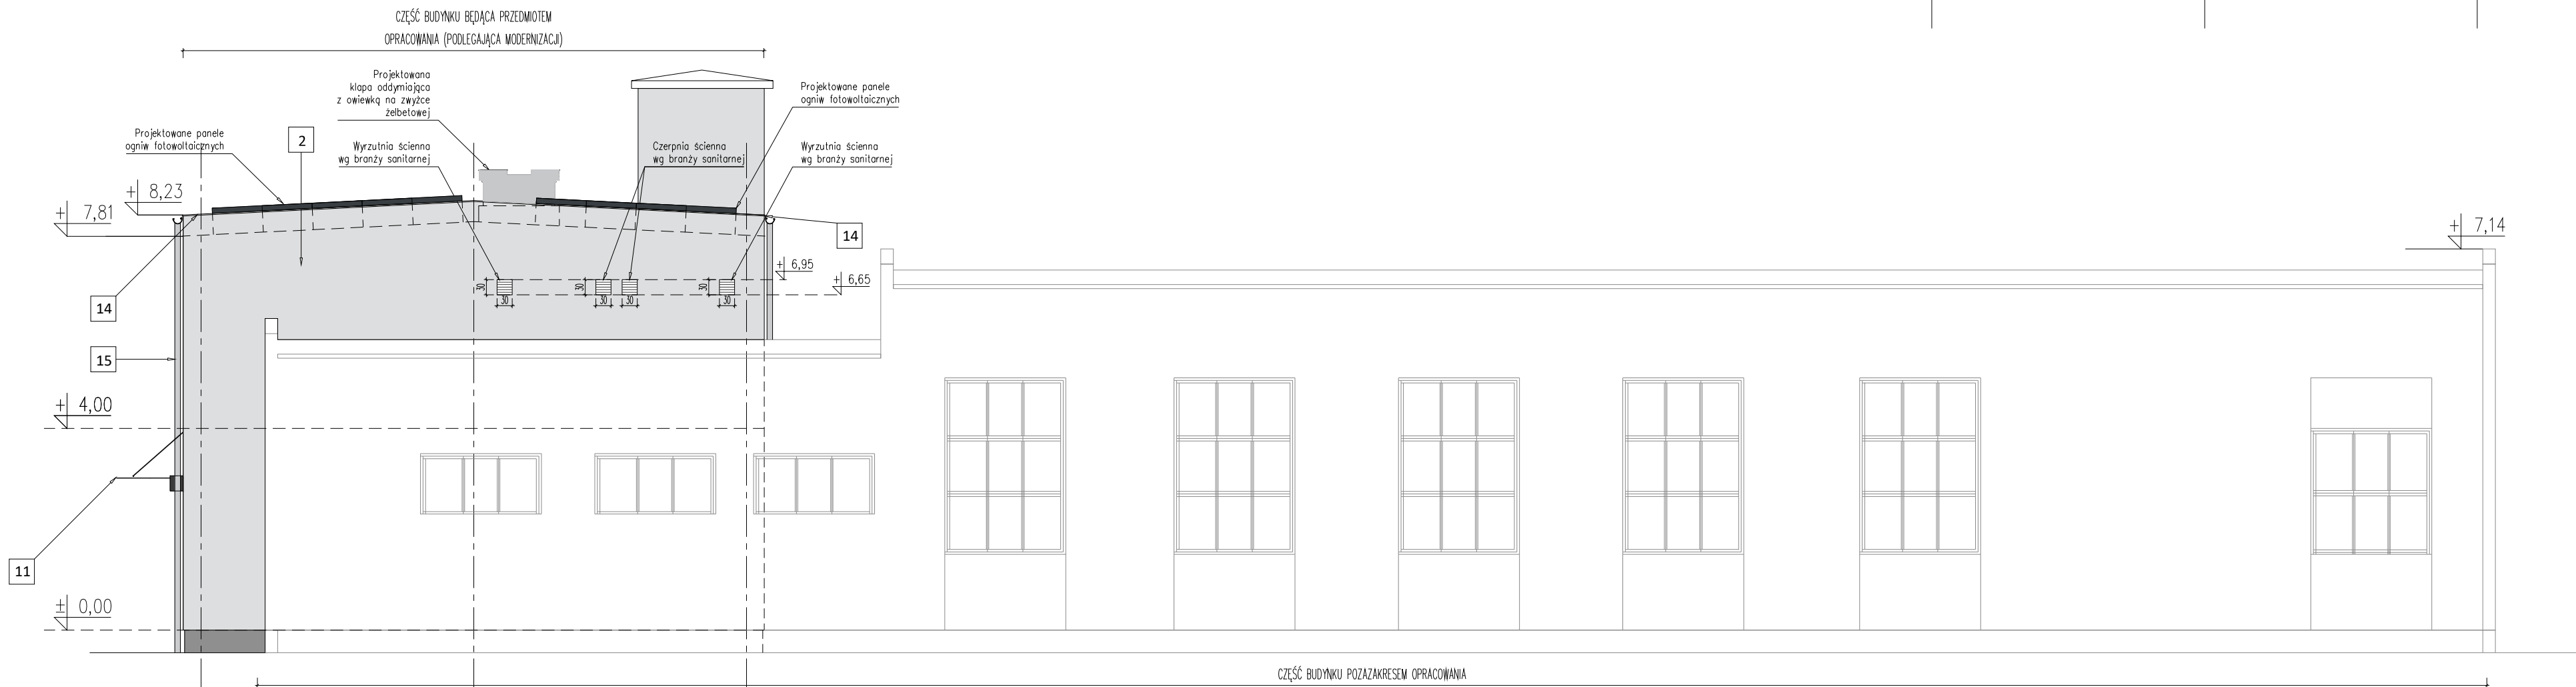 CZĘŚĆ BUDYNKU BĘDĄCA PRZEDMIOTEM
OPRACOWANIA (PODLEGAJĄCA MODERNIZACJI)
Projektowana
klapa oddymiająca
z owiewką na zwyżce
żelbetowej
Projektowane panele
ogniw fotowoltaicznych
Projektowane panele
ogniw fotowoltaicznych
2
Wyrzutnia ścienna
wg branży sanitarnej
Czerpnia ścienna
wg branży sanitarnej
Wyrzutnia ścienna
wg branży sanitarnej
+ 8,23
+ 7,81
14
+ 7,14
+ 6,95
+ 6,65
30
30
30
30
30
30
30
14
15
+ 4,00
11
± 0,00
CZĘŚĆ BUDYNKU POZAZAKRESEM OPRACOWANIA